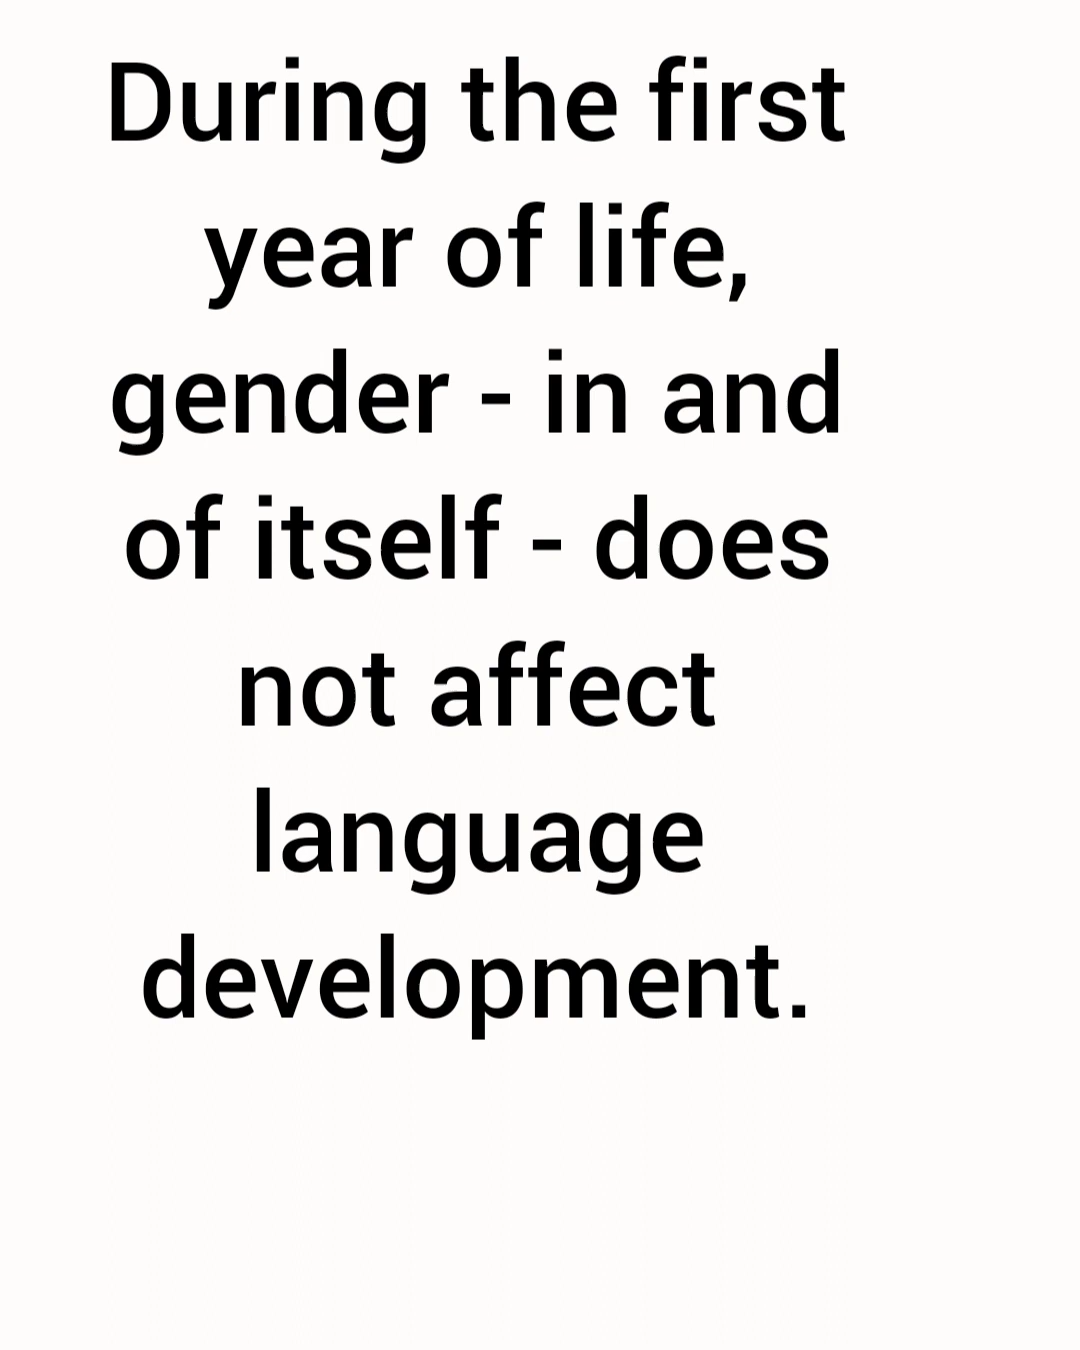 During the first
year of life,
gender - in and
of itself - does
not affect
language
development.